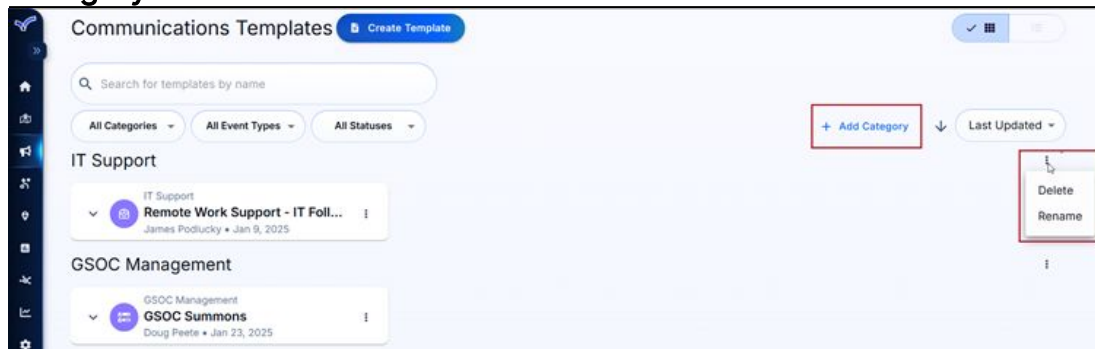 Communications Templates
Create Template
Search for templates by name
All Categories
All Event Types
All Statuses
+ Add Category
Last Updated
IT Support
Delete
Rename
IT Support
Remote Work Support - IT Foll...
James Podlucky • Jan 9, 2025
GSOC Management
GSOC Management
GSOC Summons
Doug Peete • Jan 23, 2025